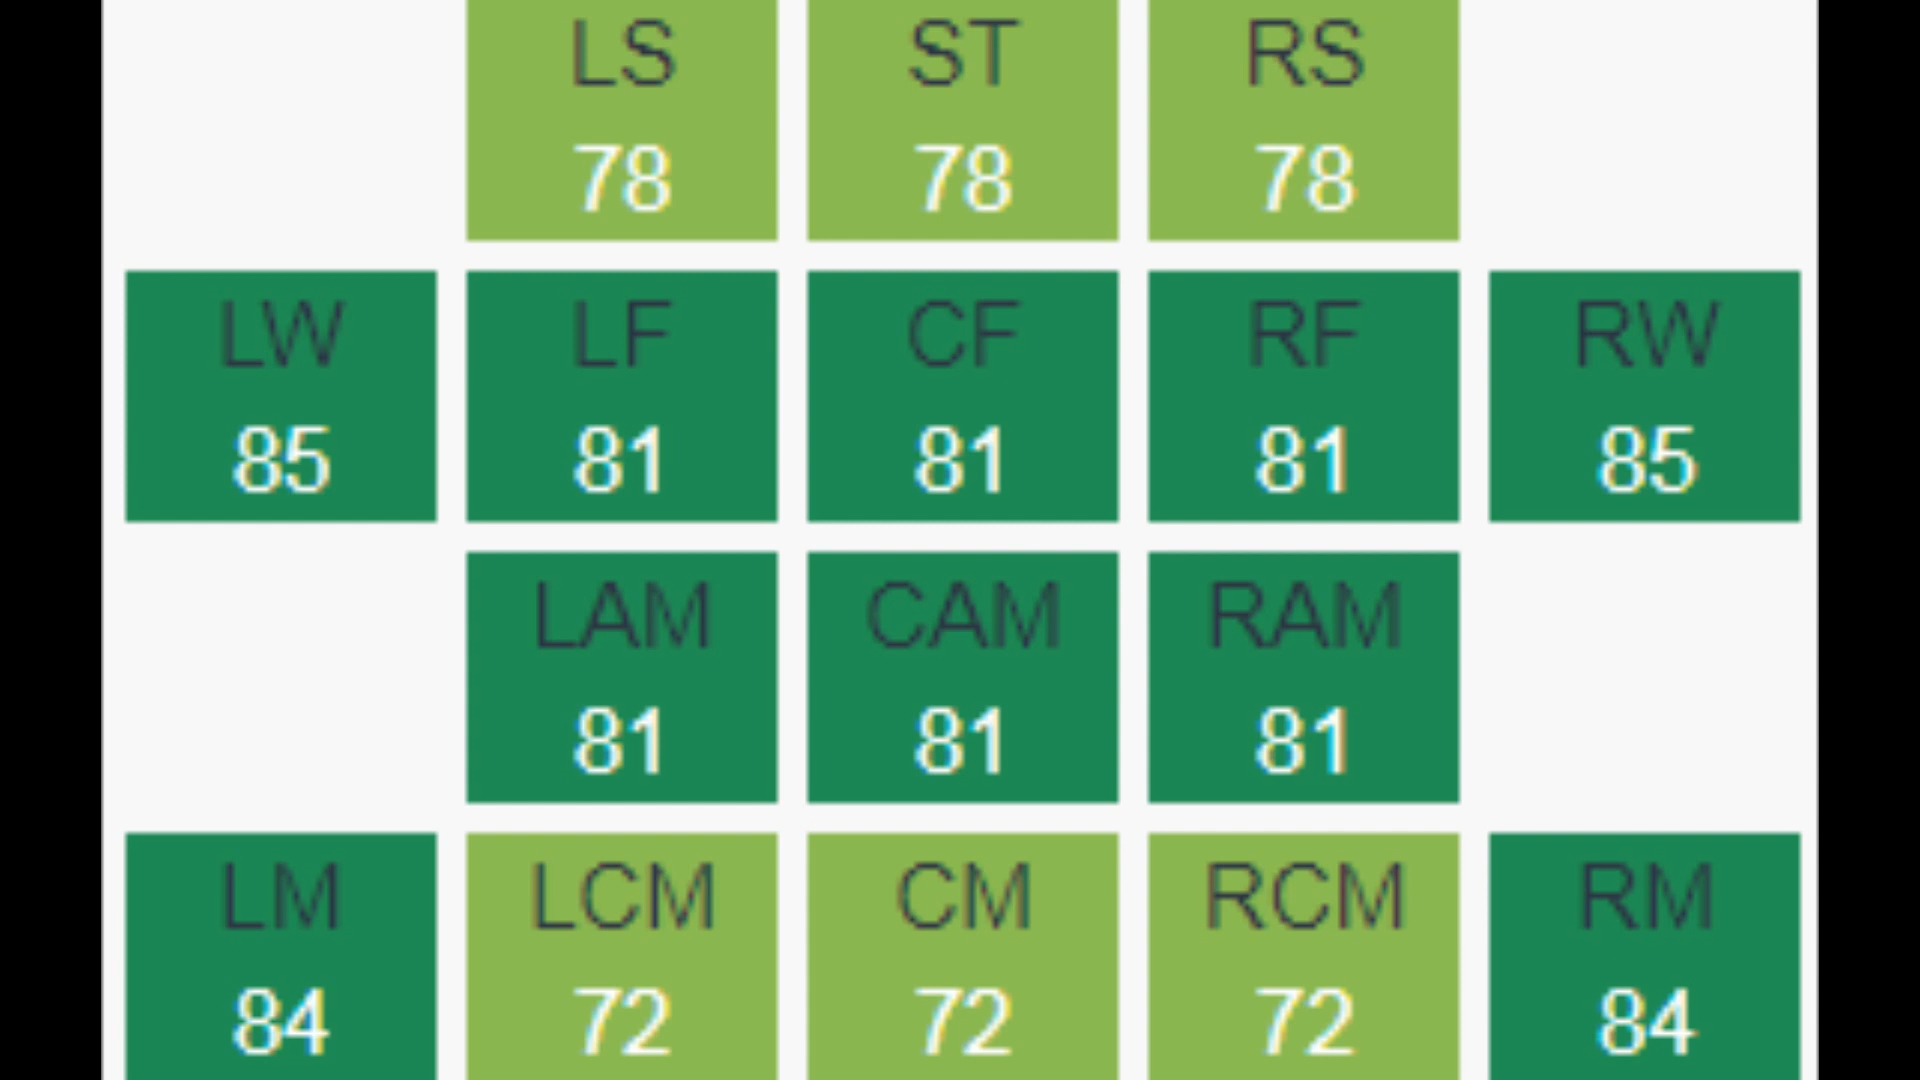 LS ST RS
78 78 78
LW LF CF RF RW
85 81 81 81 85
LAM CAM RAM
81 81 81
LM LCM CM RCM RM
84 72 72 72 84